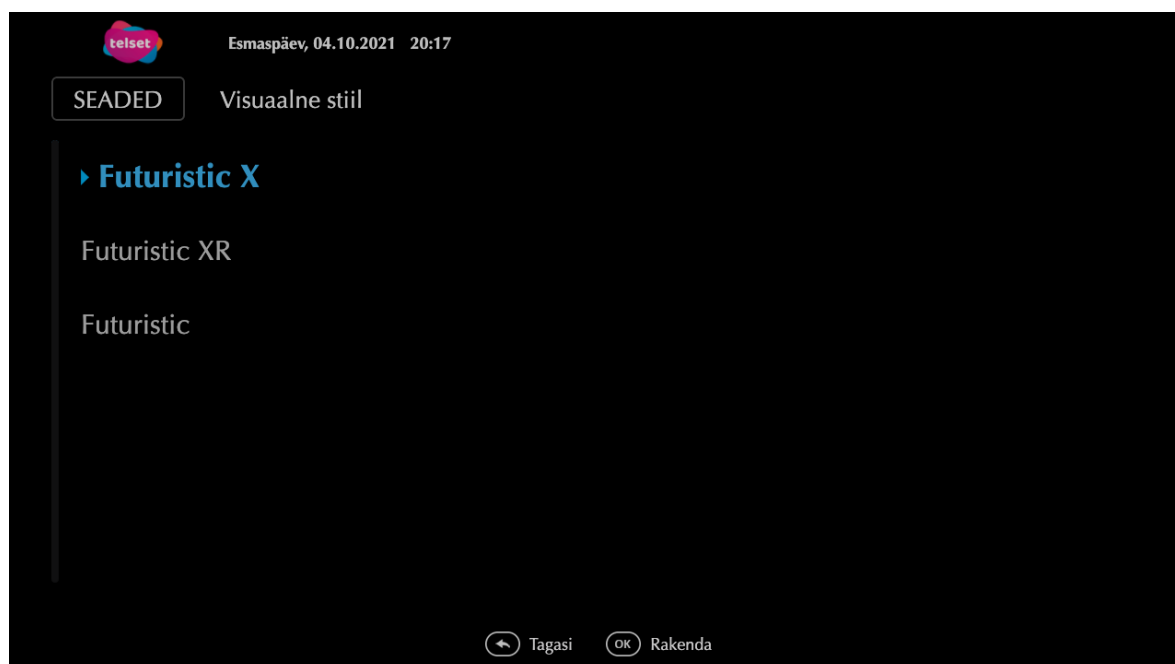 telset Esmaspäev, 04.10.2021 20:17
SEADED Visuaalne stiil
Futuristic X
Futuristic XR
Futuristic
Tagasi OK Rakenda